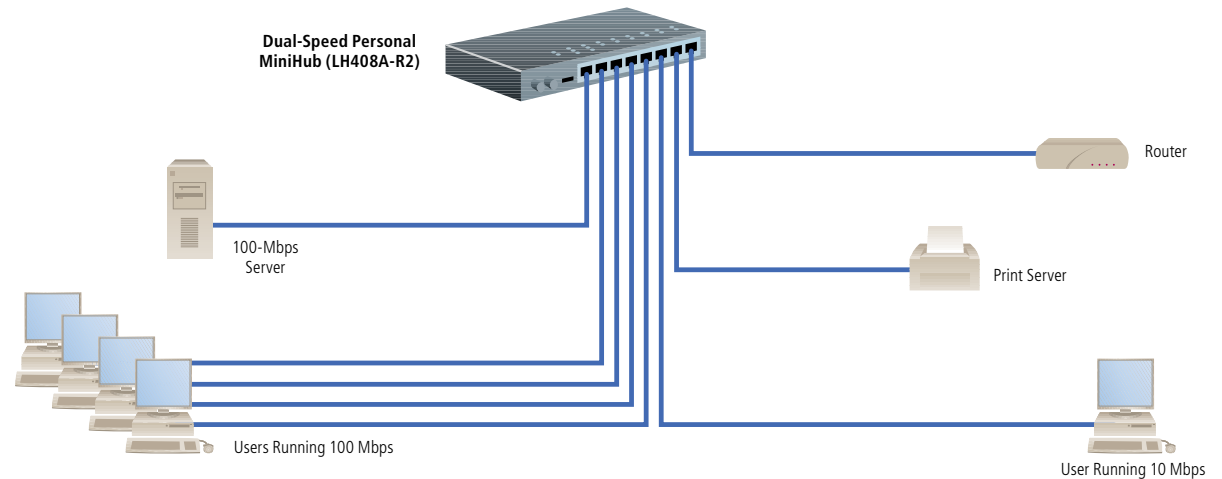 Dual-Speed Personal
MiniHub (LH408A-R2)
Router
100-Mbps
Server
Print Server
Users Running 100 Mbps
User Running 10 Mbps